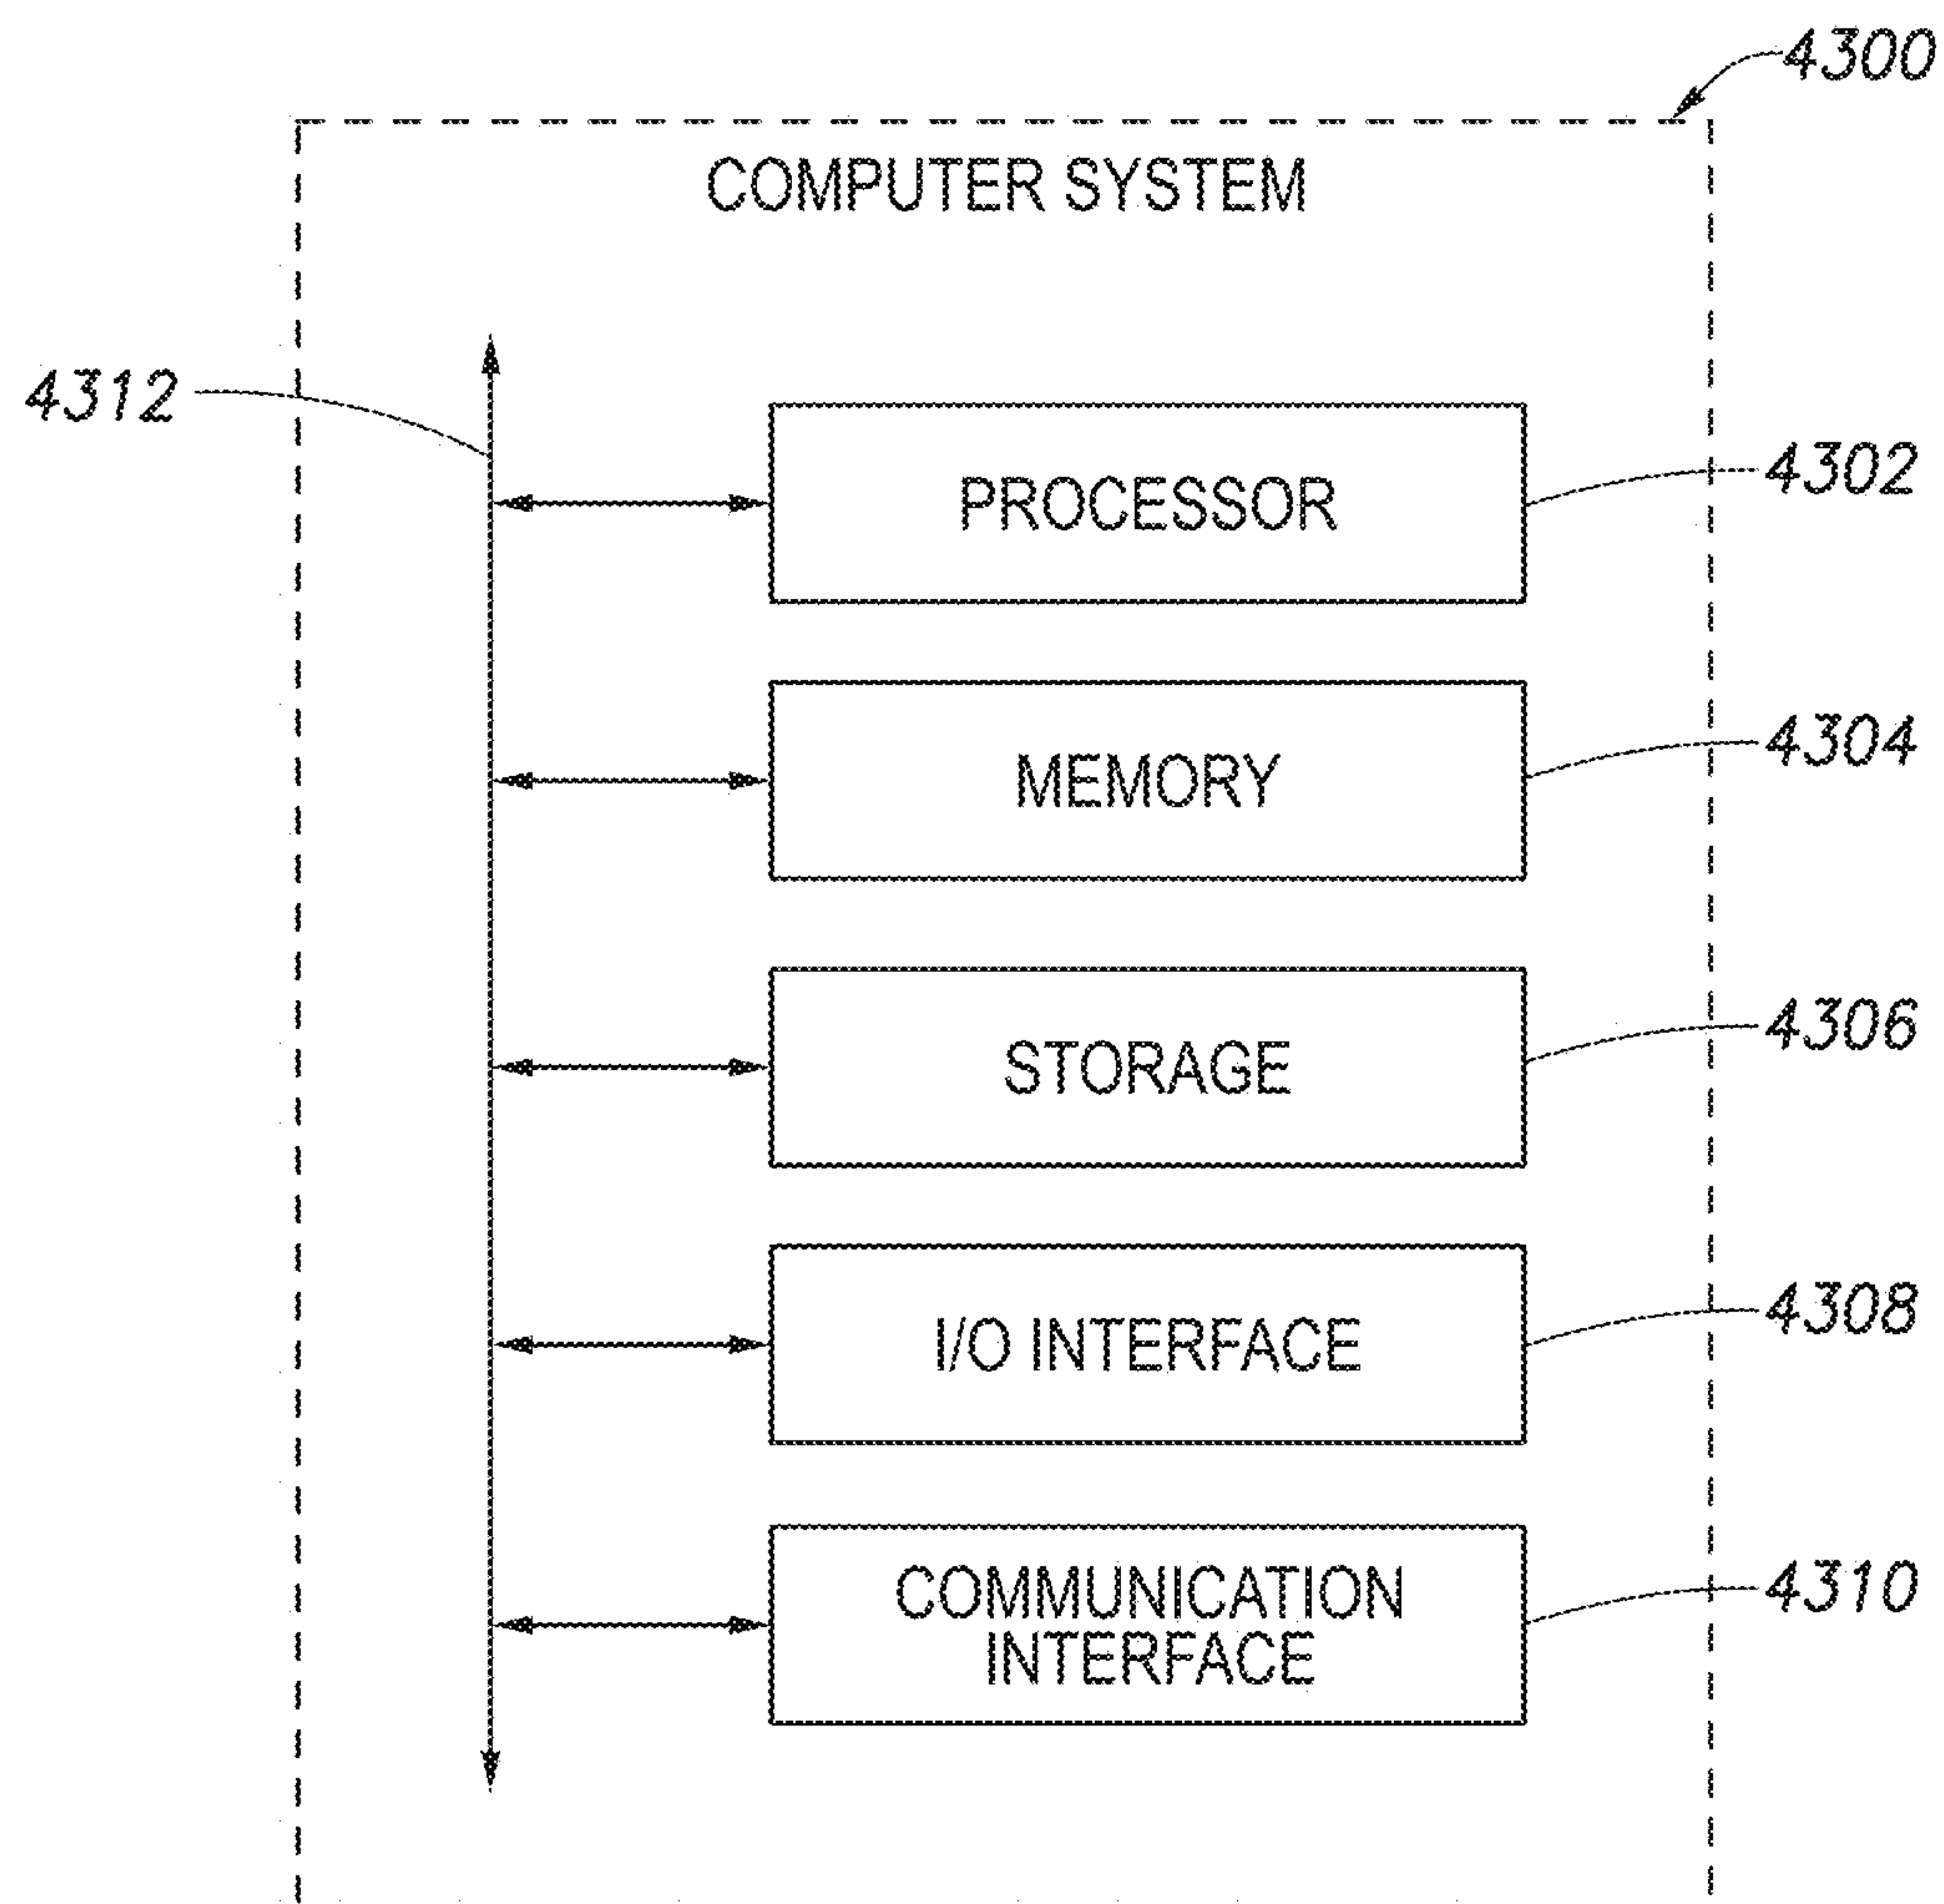 4300
COMPUTER SYSTEM
4312
PROCESSOR
4302
MEMORY
4304
STORAGE
4306
I/O INTERFACE
4308
COMMUNICATION
INTERFACE
4310